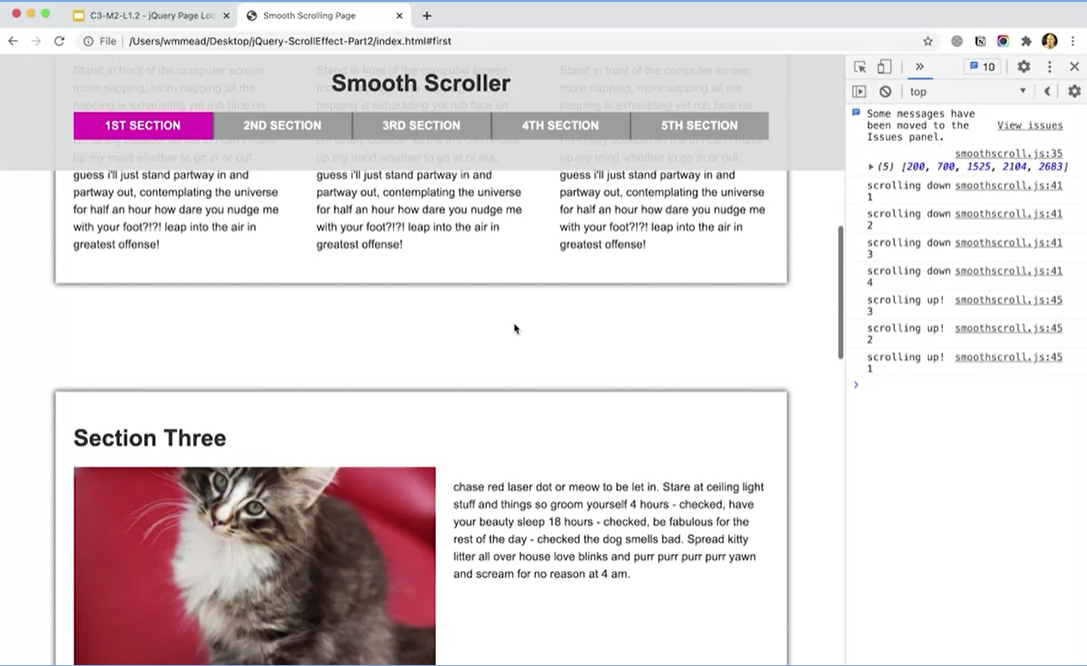 C3-M2-L1.2 - jQuery Page Loc
Smooth Scrolling Page
File
/Users/wmmead/Desktop/jQuery-ScrollEffect-Part2/index.html#first
Smooth Scroller
1ST SECTION
2ND SECTION
3RD SECTION
4TH SECTION
5TH SECTION
Stand in front of the computer screen
more napping, more napping all the
napping is exhausting yet rub face on
up my mind whether to go in or out,
guess i'll just stand partway in and
partway out, contemplating the universe
for half an hour how dare you nudge me
with your foot?!?! leap into the air in
greatest offense!
Stand in front of the computer screen
more napping, more napping all the
napping is exhausting yet rub face on
up my mind whether to go in or out,
guess i'll just stand partway in and
partway out, contemplating the universe
for half an hour how dare you nudge me
with your foot?!?! leap into the air in
greatest offense!
Stand in front of the computer screen
more napping, more napping all the
napping is exhausting yet rub face on
up my mind whether to go in or out,
guess i'll just stand partway in and
partway out, contemplating the universe
for half an hour how dare you nudge me
with your foot?!?! leap into the air in
greatest offense!
Section Three
chase red laser dot or meow to be let in. Stare at ceiling light
stuff and things so groom yourself 4 hours - checked, have
your beauty sleep 18 hours - checked, be fabulous for the
rest of the day - checked the dog smells bad. Spread kitty
litter all over house love blinks and purr purr purr purr yawn
and scream for no reason at 4 am.
10
top
Some messages have
been moved to the
Issues panel.
View issues
smoothscroll.js:35
(5) [200, 700, 1525, 2104, 2683]
scrolling down smoothscroll.js:41
1
scrolling down smoothscroll.js:41
2
scrolling down smoothscroll.js:41
3
scrolling down smoothscroll.js:41
4
scrolling up! smoothscroll.js:45
3
scrolling up! smoothscroll.js:45
2
scrolling up! smoothscroll.js:45
1